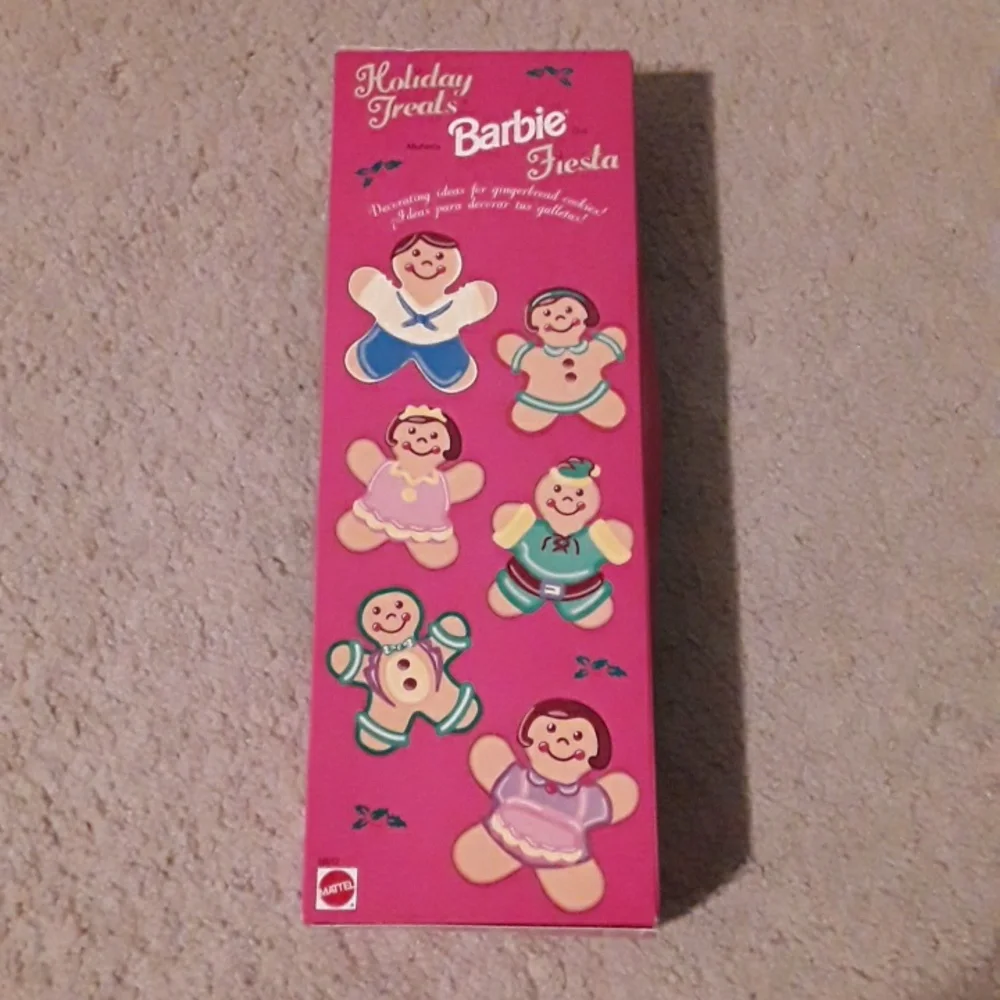 Holiday
Treats
Barbie
Fiesta
Decorating ideas for gingerbread cookies!
¡Ideas para decorar tus galletas!
MATTEL